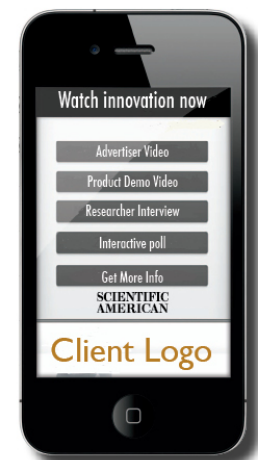 Watch innovation now
Advertiser Video
Product Demo Video
Researcher Interview
Interactive poll
Get More Info
SCIENTIFIC
AMERICAN
Client Logo